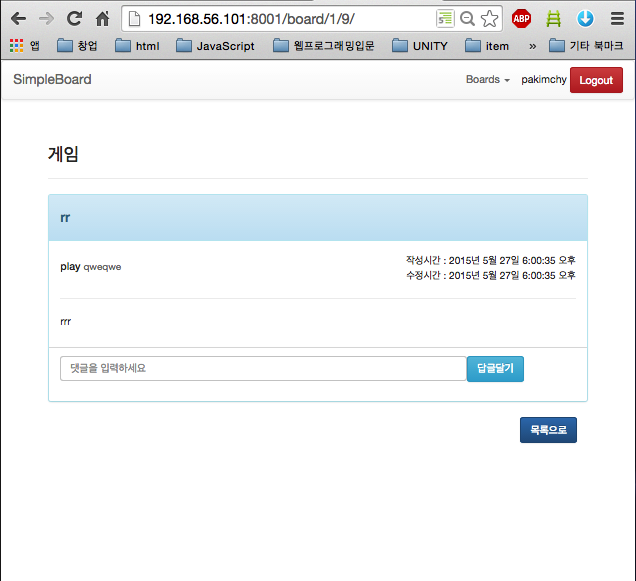 192.168.56.101:8001/board/1/9/
ABP
앱 창업 html JavaScript 웹프로그래밍입문 UNITY item » 기타 북마크
SimpleBoard Boards pakimchy Logout
게임
rr
play qweqwe 작성시간 : 2015년 5월 27일 6:00:35 오후
수정시간 : 2015년 5월 27일 6:00:35 오후
rrr
댓글을 입력하세요 답글달기
목록으로